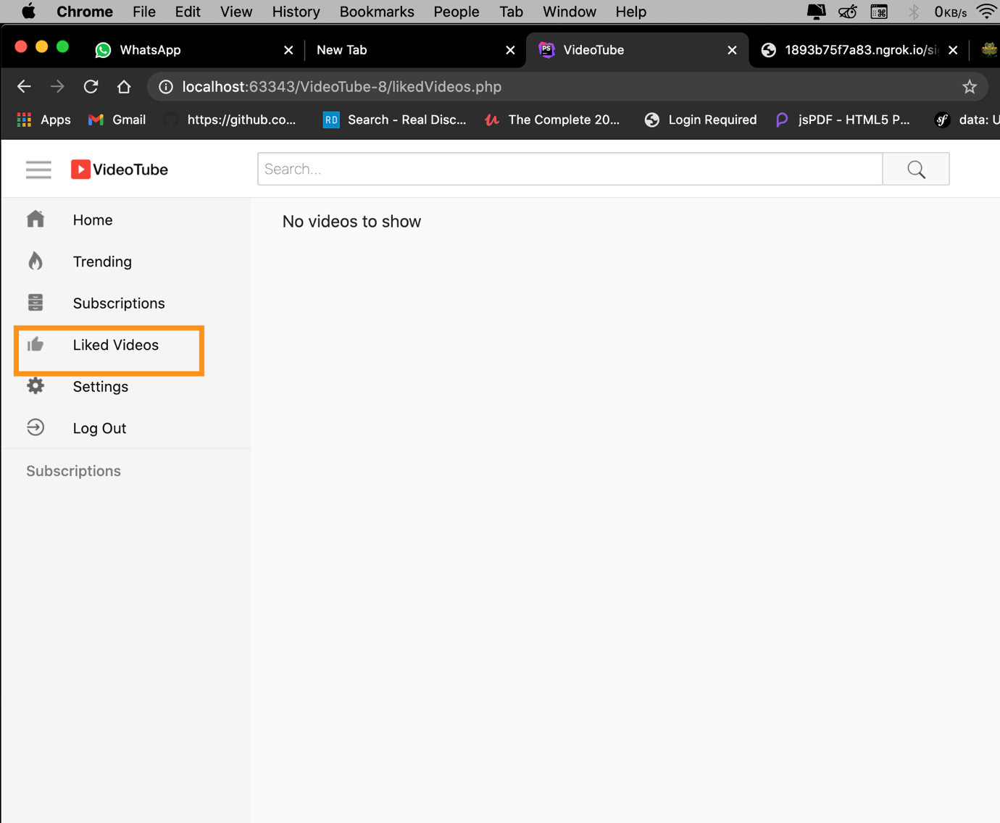 Chrome File Edit View History Bookmarks People Tab Window Help 0KB/s
WhatsApp New Tab PS VideoTube 1893b75f7a83.ngrok.io/si
localhost:63343/VideoTube-8/likedVideos.php
Apps Gmail https://github.co... RD Search - Real Disc... The Complete 20... Login Required jsPDF - HTML5 P... sf data: U
VideoTube Search...
Home
Trending
Subscriptions
Liked Videos
Settings
Log Out
Subscriptions
No videos to show